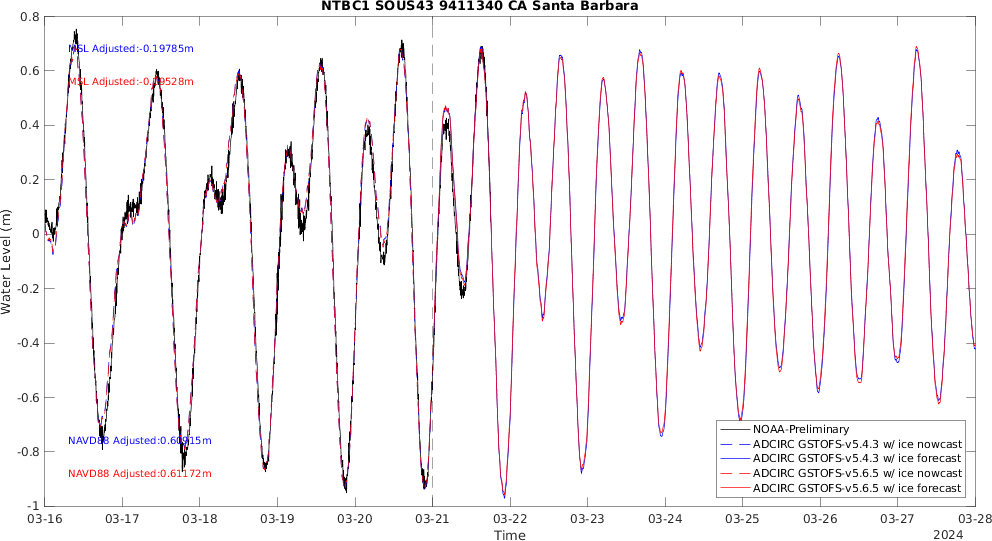 NTBC1 SOUS43 9411340 CA Santa Barbara
0.8
MSL Adjusted:-0.19785m
0.6
MSL Adjusted:-0.19528m
0.4
0.2
0
-0.2
-0.4
-0.6
-0.8
-1
Water Level (m)
NAVD88 Adjusted:0.60915m
NAVD88 Adjusted:0.61172m
NOAA-Preliminary
ADCIRC GSTOFS-v5.4.3 w/ ice nowcast
ADCIRC GSTOFS-v5.4.3 w/ ice forecast
ADCIRC GSTOFS-v5.6.5 w/ ice nowcast
ADCIRC GSTOFS-v5.6.5 w/ ice forecast
03-16 03-17 03-18 03-19 03-20 03-21 03-22 03-23 03-24 03-25 03-26 03-27 03-28
Time
2024